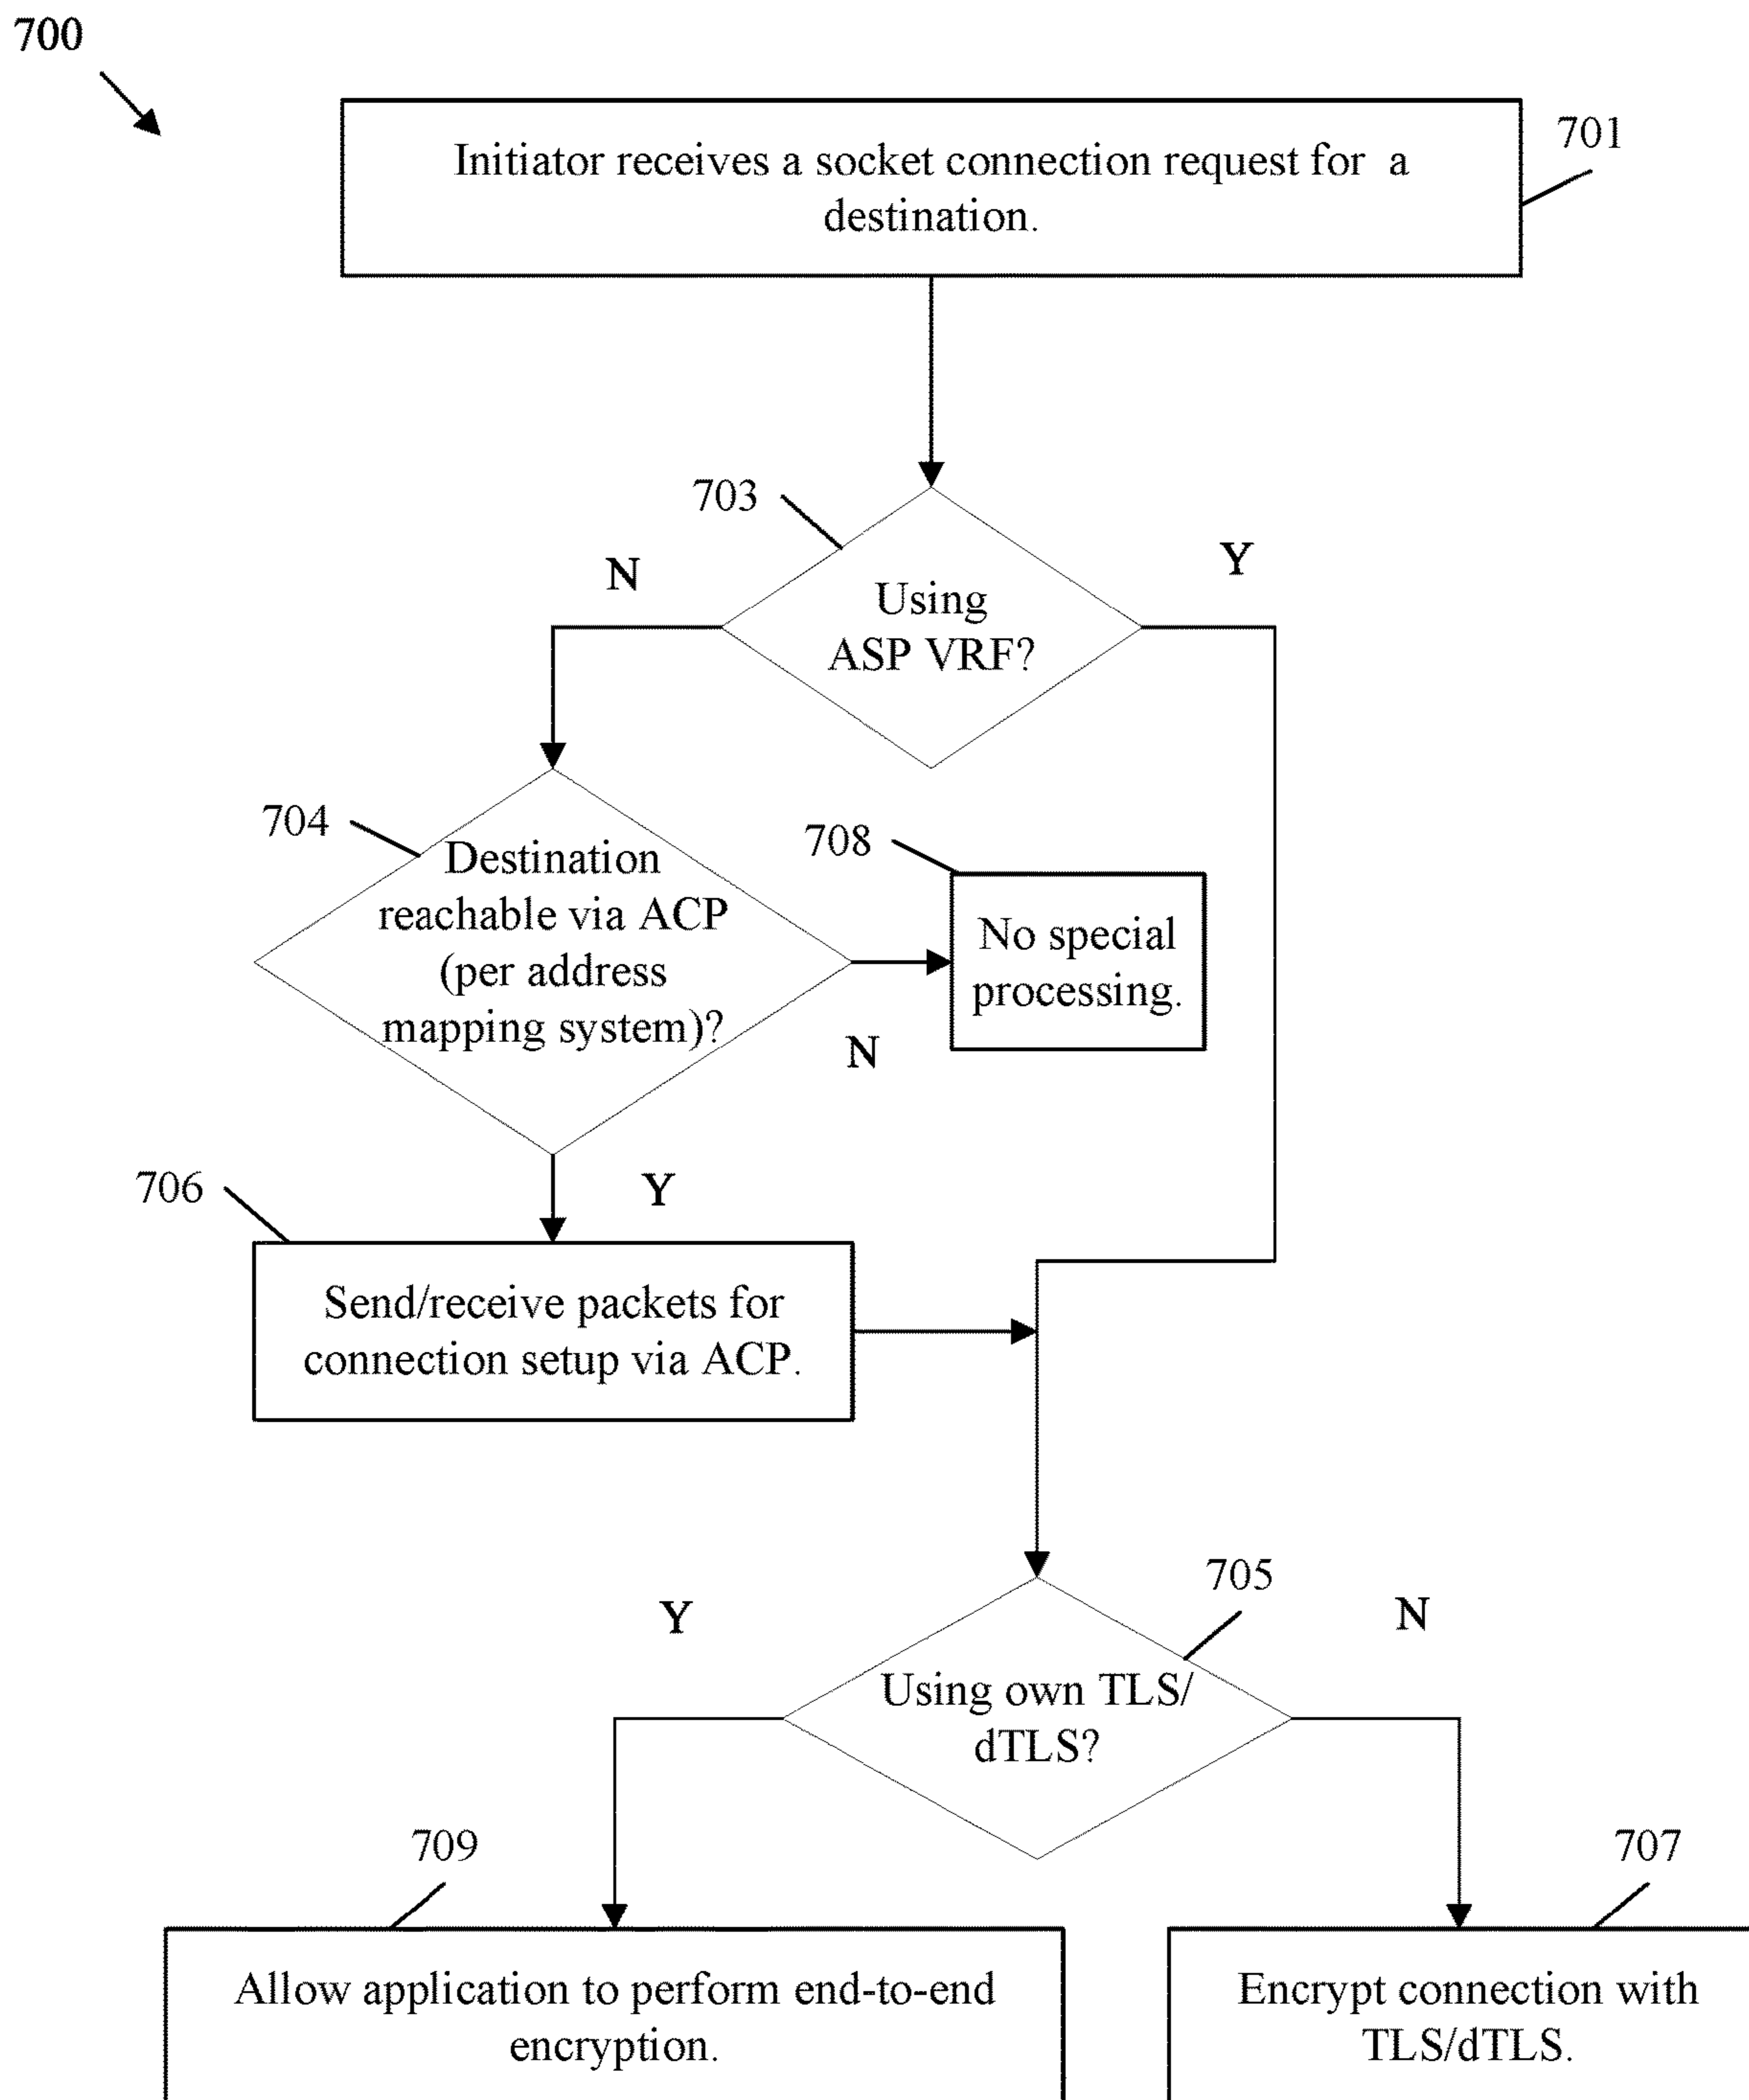 700
Initiator receives a socket connection request for a
destination.
701
703
N
Y
Using
ASP VRF?
704
Destination
reachable via ACP
(per address
mapping system)?
708
No special
processing.
N
706
Y
Send/receive packets for
connection setup via ACP.
705
Y
N
Using own TLS/
dTLS?
709
707
Allow application to perform end-to-end
encryption.
Encrypt connection with
TLS/dTLS.